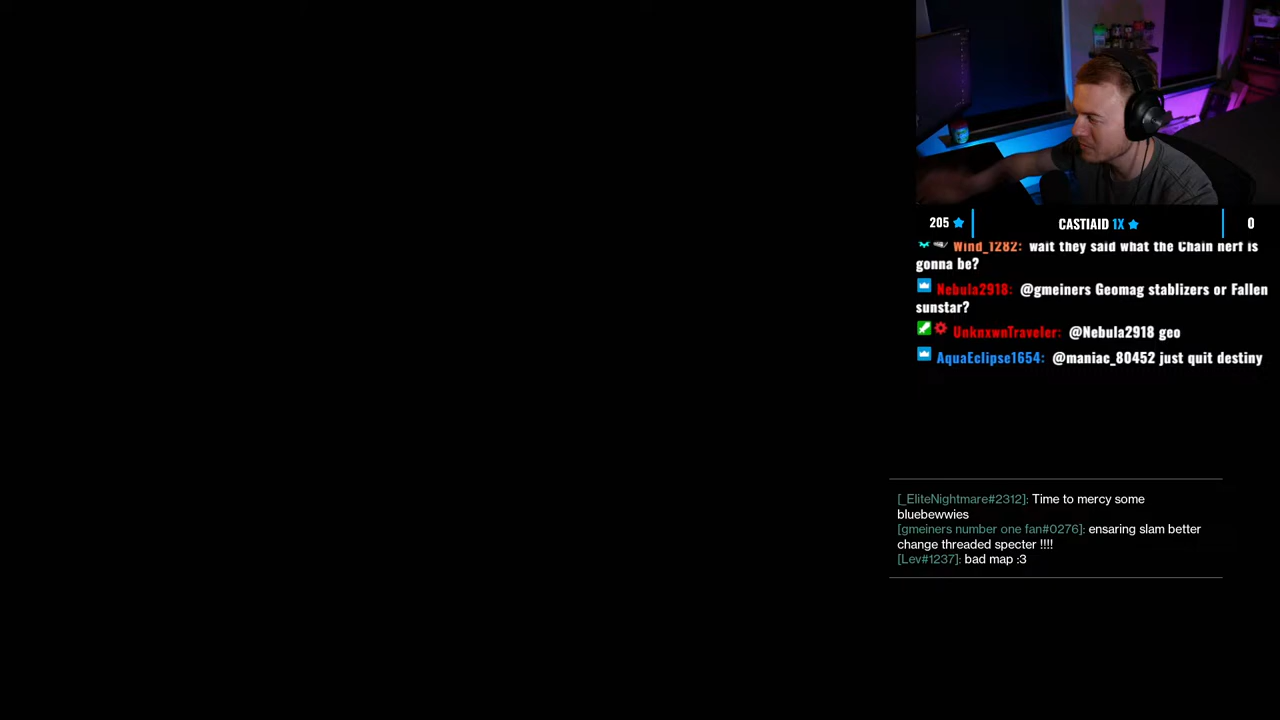 205
CASTIAID 1X
0
Wind_1282: wait they said what the Chain nerf is
gonna be?
Nebula2918: @gmeiners Geomag stablizers or Fallen
sunstar?
UnknxwnTraveler: @Nebula2918 geo
AquaEclipse1654: @maniac_80452 just quit destiny
[_EliteNightmare#2312]: Time to mercy some
bluebewwies
[gmeiners number one fan#0276]: ensaring slam better
change threaded specter !!!!
[Lev#1237]: bad map :3